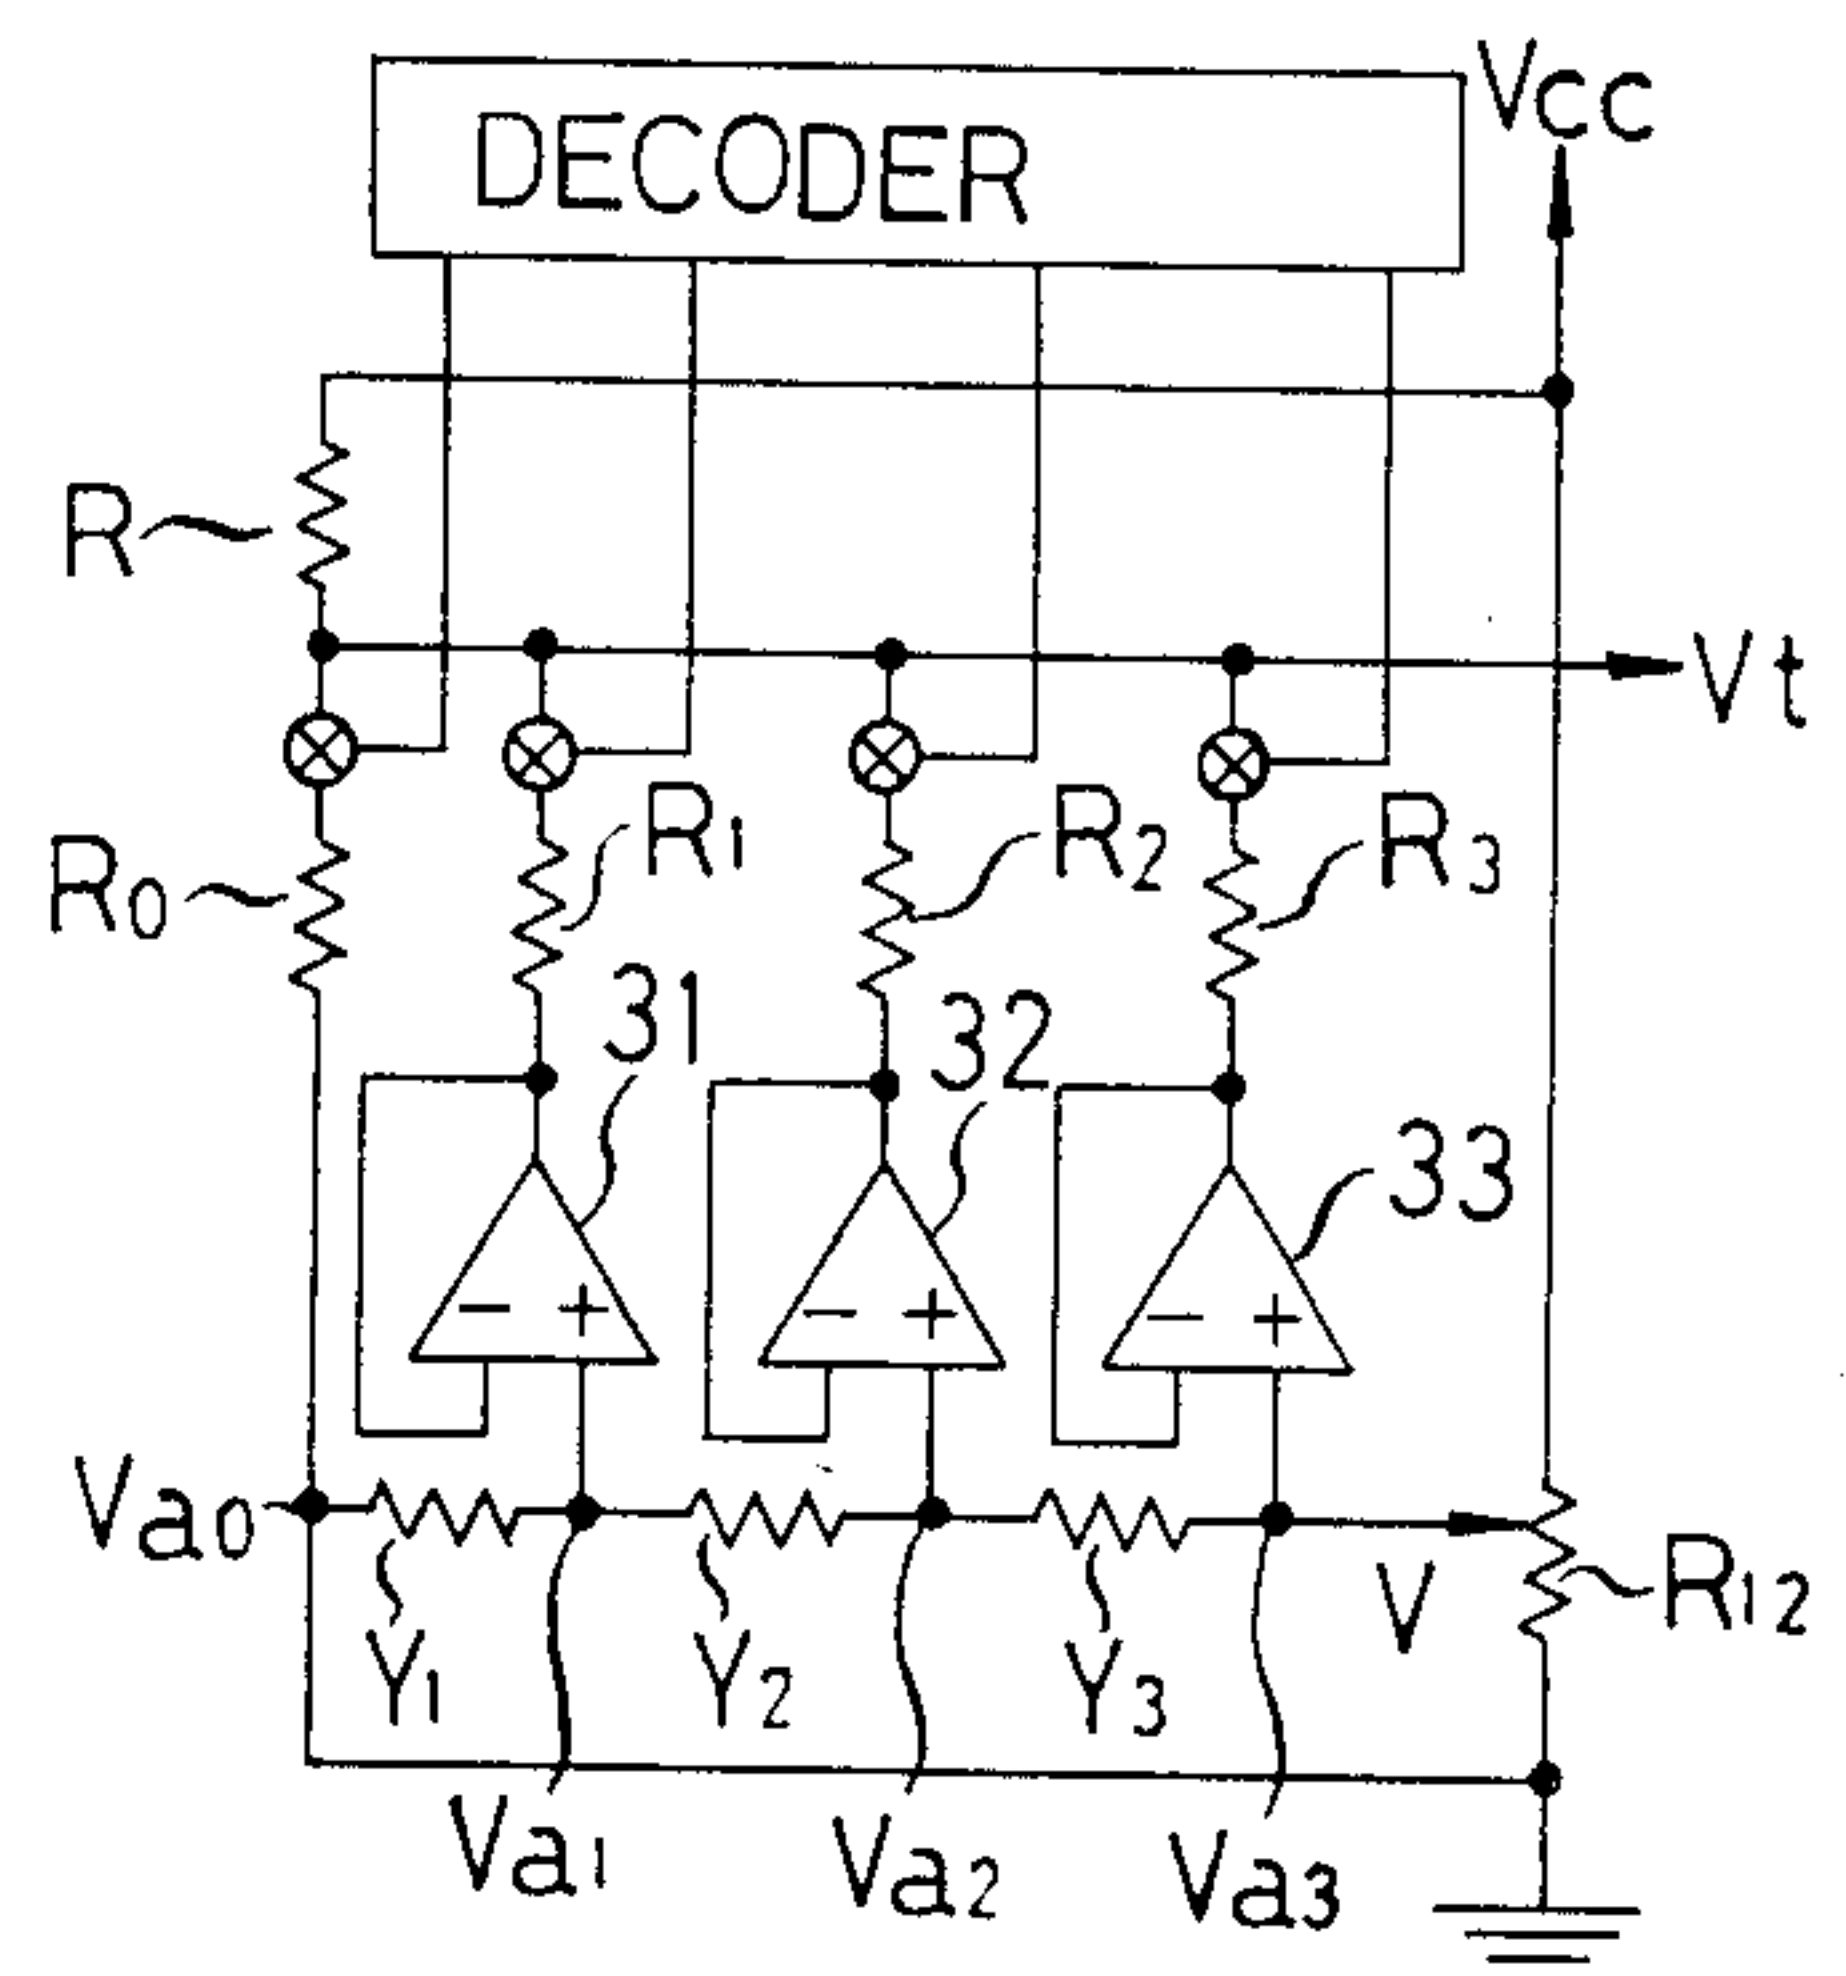 DECODER
Vcc
R
Vt
R0
R1
R2
R3
31
32
33
- +
- +
- +
Va0
Y1
Y2
Y3
V
R12
Va1
Va2
Va3